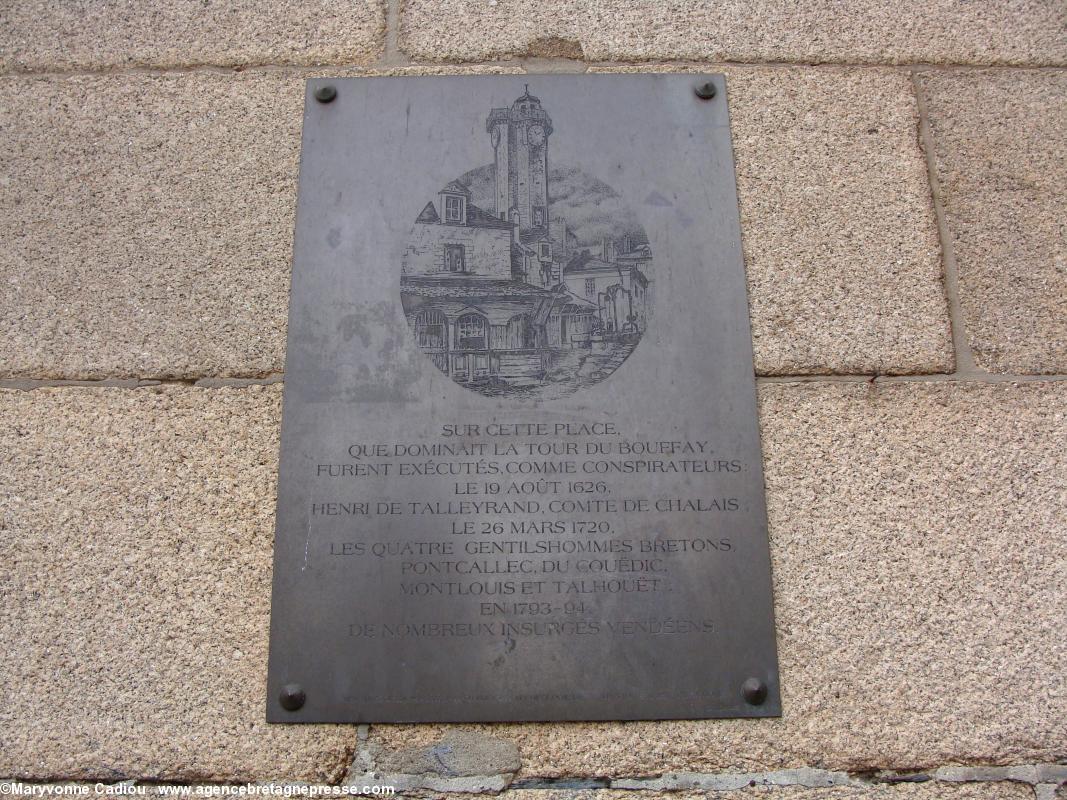 SUR CETTE PLACE,
QUE DOMINAIT LA TOUR DU BOUFFAY,
FURENT EXÉCUTÉS, COMME CONSPIRATEURS :
LE 19 AOÛT 1626,
HENRI DE TALLEYRAND, COMTE DE CHALAIS ;
LE 26 MARS 1720,
LES QUATRE GENTILSHOMMES BRETONS,
PONTCALLEC, DU COUËDIC,
MONTLOUIS ET TALHOUËT ;
EN 1793-94,
DE NOMBREUX INSURGÉS VENDÉENS.
©Maryvonne Cadiou /www.agencebretagnepresse.com